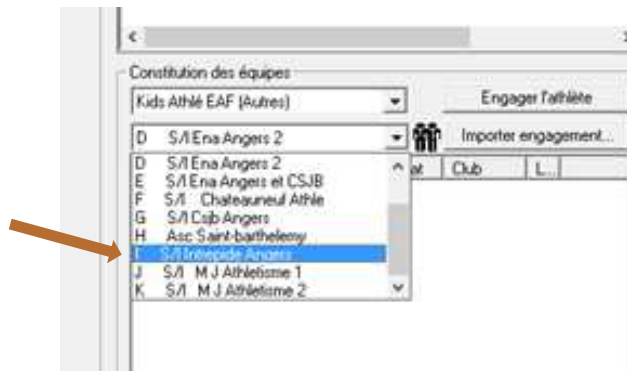 Constitution des équipes
Kids Athlé EAF (Autres)
Engager l'athlète
D S/l Ena Angers 2
Importer engagement...
at Club L...
D S/l Ena Angers 2
E S/l Ena Angers et CSJB
F S/l Chateauneuf Athle
G S/l Csjb Angers
H Asc Saint-barthelemy
I S/l Intrepide Angers
J S/l M J Athletisme 1
K S/l M J Athletisme 2